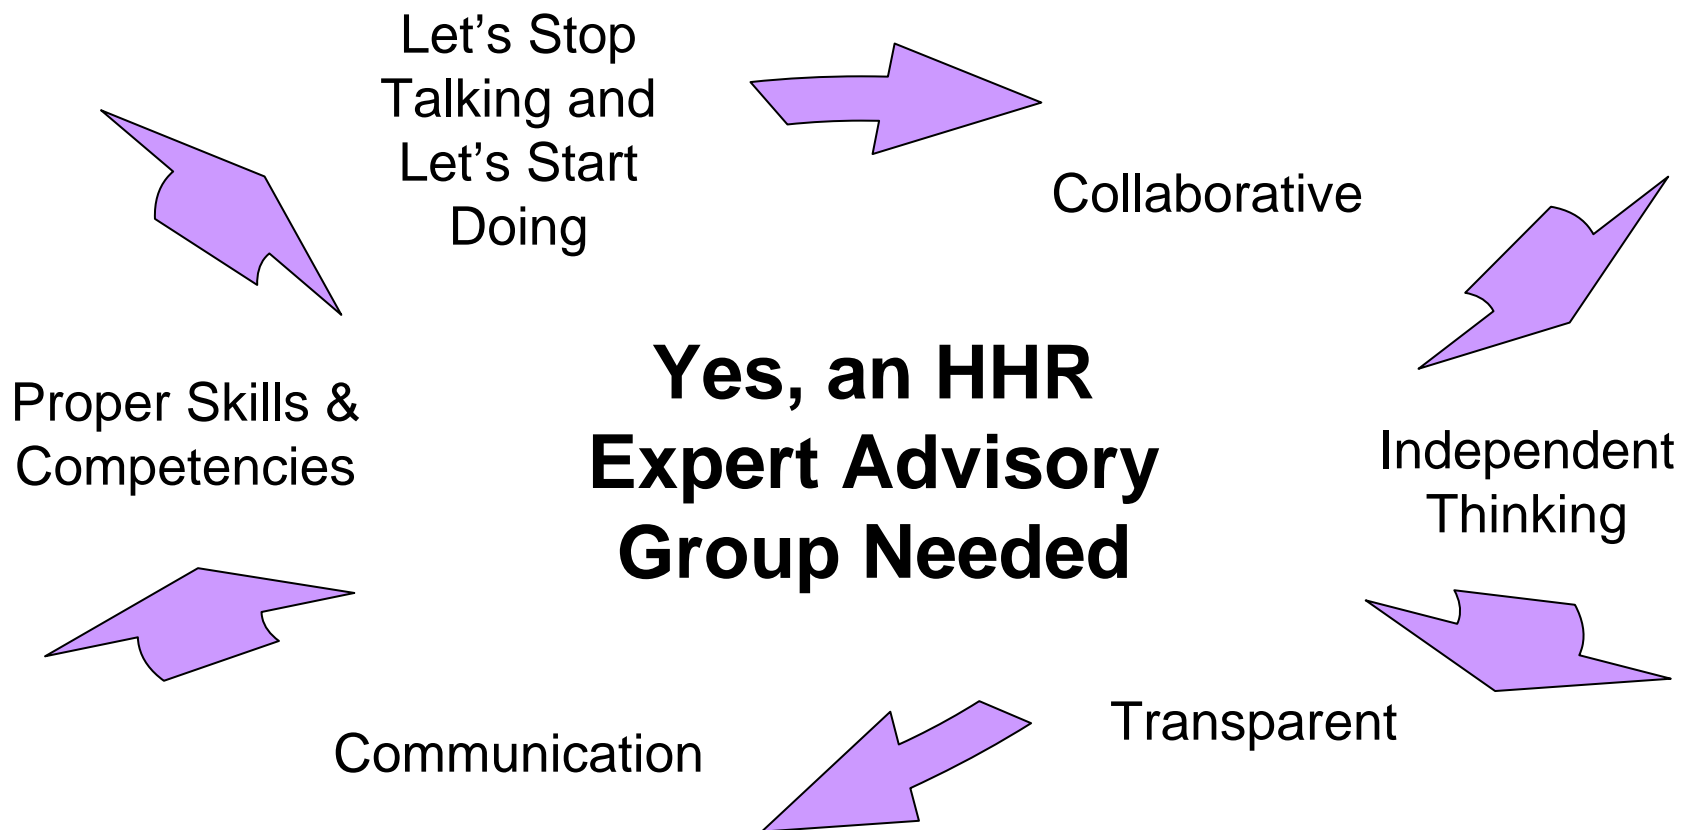 Let’s Stop
Talking and
Let’s Start
Doing
Collaborative
Independent
Thinking
Transparent
Communication
Proper Skills &
Competencies
Yes, an HHR
Expert Advisory
Group Needed